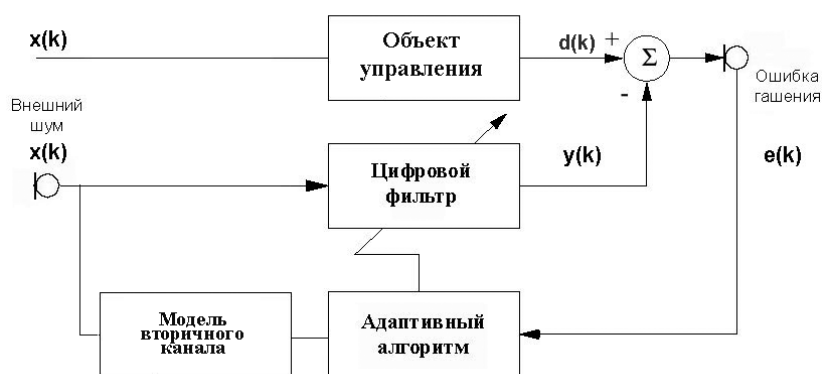 x(k)
Объект
управления
d(k)
+
Σ
-
Ошибка
гашения
Внешний
шум
x(k)
Цифровой
фильтр
y(k)
e(k)
Модель
вторичного
канала
Адаптивный
алгоритм